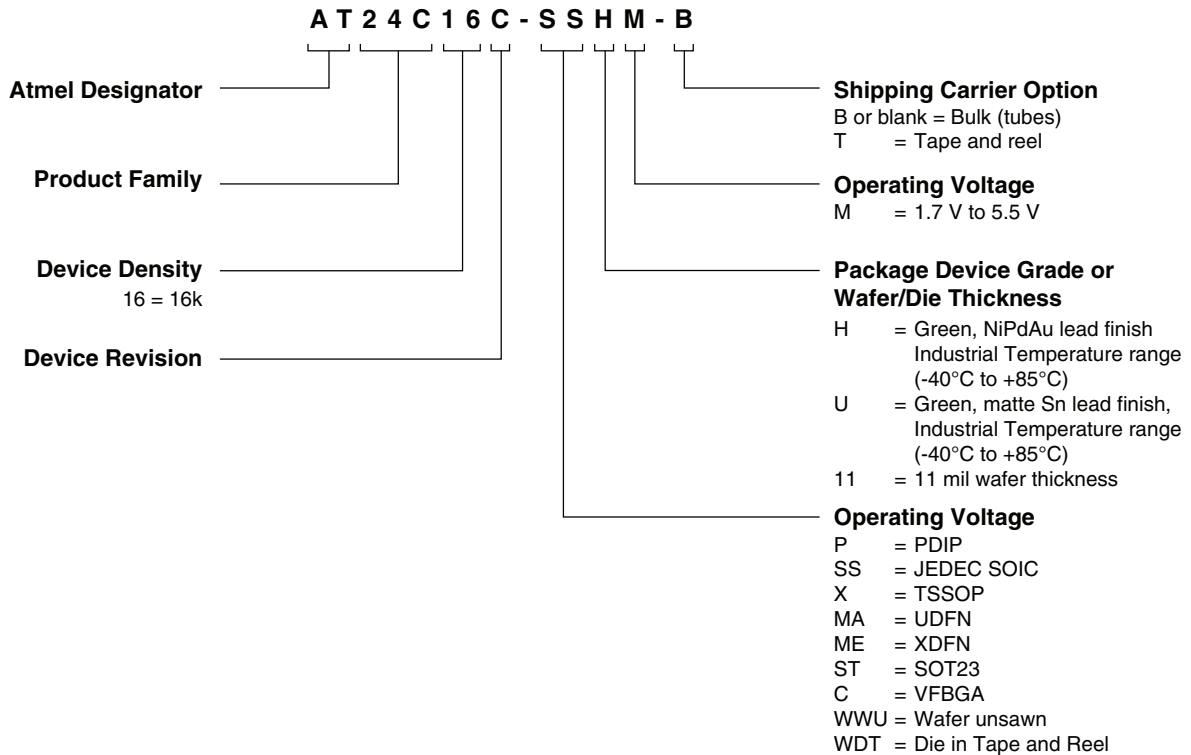 A T 2 4 C 1 6 C - S S H M - B
Atmel Designator
Product Family
Device Density
16 = 16k
Device Revision
Shipping Carrier Option
B or blank = Bulk (tubes)
T = Tape and reel
Operating Voltage
M = 1.7 V to 5.5 V
Package Device Grade or
Wafer/Die Thickness
H = Green, NiPdAu lead finish
Industrial Temperature range
(-40°C to +85°C)
U = Green, matte Sn lead finish,
Industrial Temperature range
(-40°C to +85°C)
11 = 11 mil wafer thickness
Operating Voltage
P = PDIP
SS = JEDEC SOIC
X = TSSOP
MA = UDFN
ME = XDFN
ST = SOT23
C = VFBGA
WWU = Wafer unsawn
WDT = Die in Tape and Reel